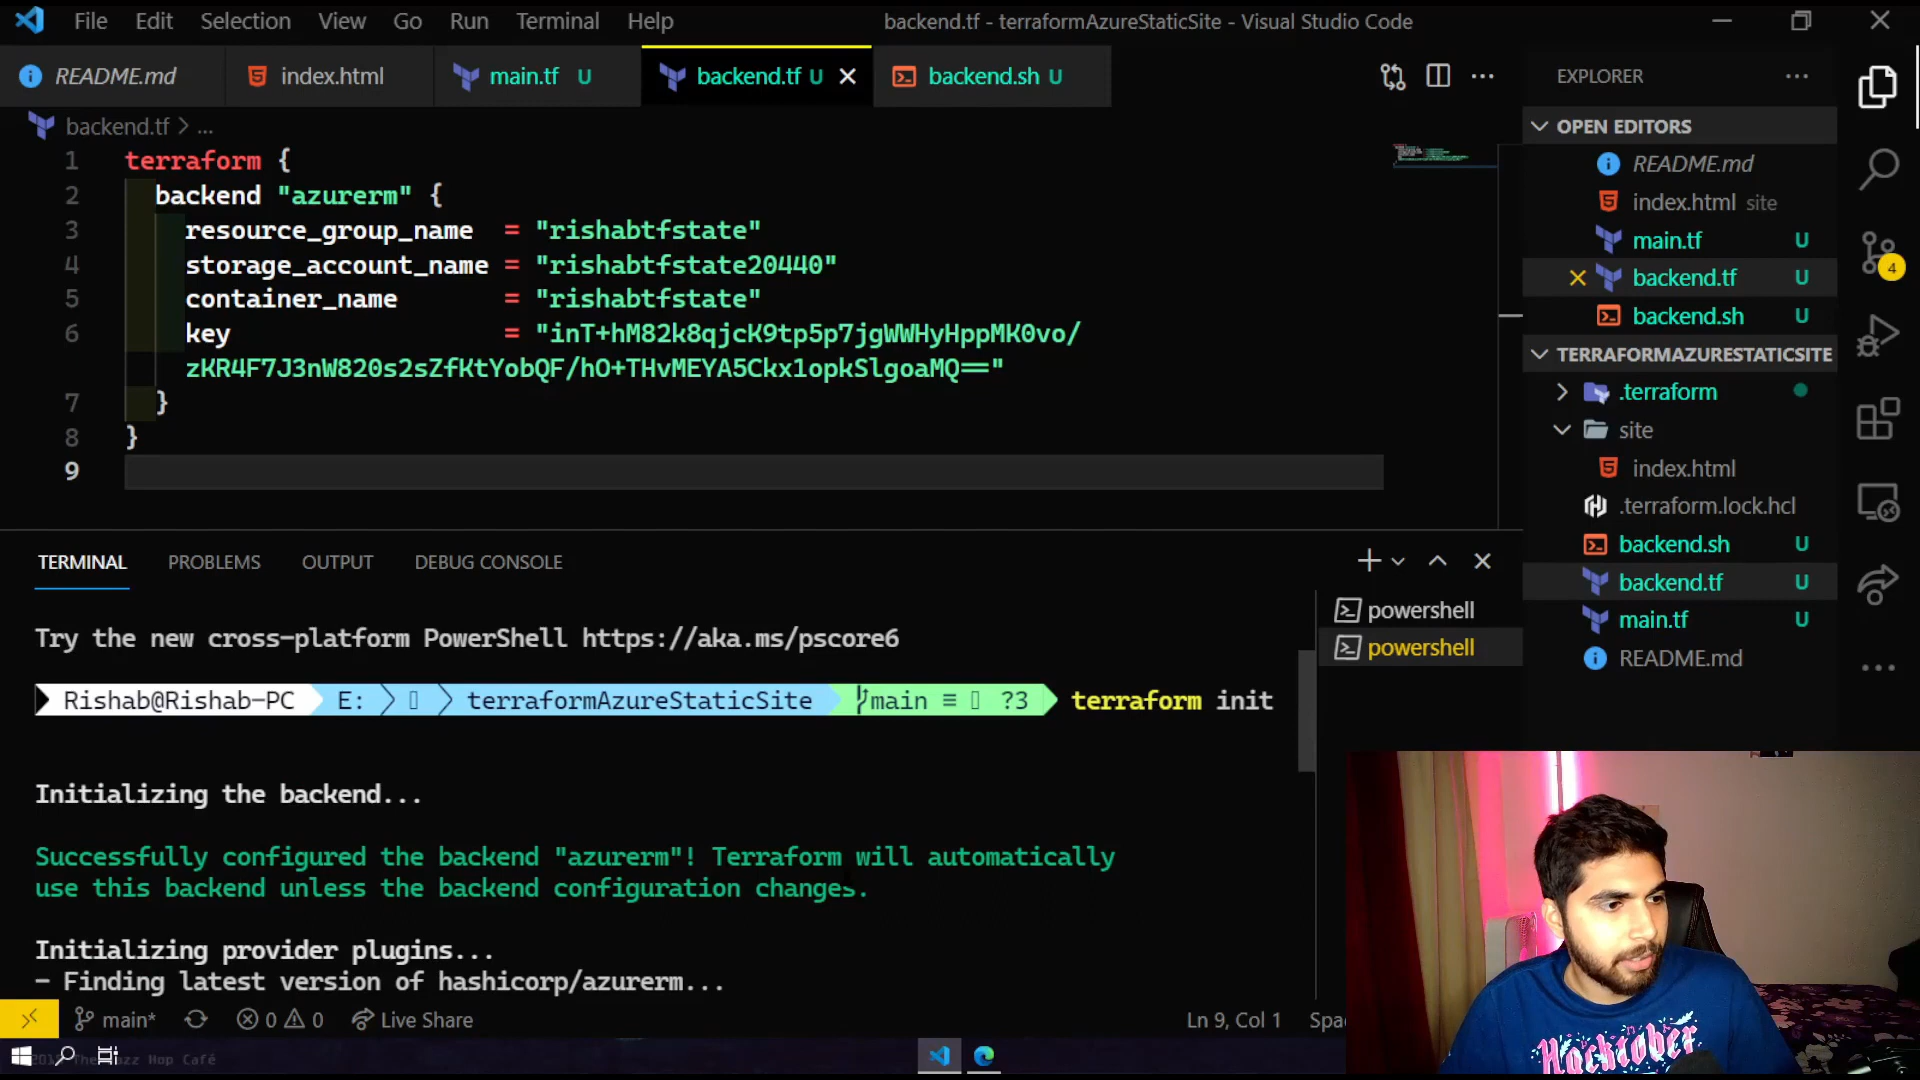 File Edit Selection View Go Run Terminal Help backend.tf - terraformAzureStaticSite - Visual Studio Code
README.md index.html main.tf U backend.tf U backend.sh U
backend.tf > ...
1 terraform {
2 backend "azurerm" {
3 resource_group_name = "rishabtfstate"
4 storage_account_name = "rishabtfstate20440"
5 container_name = "rishabtfstate"
6 key = "inT+hM82k8qjcK9tp5p7jgWWHyHppMK0vo/
zKR4F7J3nW820s2sZfKtYobQF/hO+THvMEYA5Ckx1opkSlgoaMQ=="
7 }
8 }
9
EXPLORER
OPEN EDITORS
README.md
index.html site
main.tf U
backend.tf U
backend.sh U
TERRAFORMAZURESTATICSITE
.terraform
site
index.html
.terraform.lock.hcl
backend.sh U
backend.tf U
main.tf U
README.md
4
TERMINAL PROBLEMS OUTPUT DEBUG CONSOLE
powershell
powershell
Try the new cross-platform PowerShell https://aka.ms/pscore6
Rishab@Rishab-PC E: terraformAzureStaticSite main ≡ ?3 terraform init
Initializing the backend...
Successfully configured the backend "azurerm"! Terraform will automatically
use this backend unless the backend configuration changes.
Initializing provider plugins...
- Finding latest version of hashicorp/azurerm...
main* 0 0 Live Share Ln 9, Col 1 Spa
Hacktober